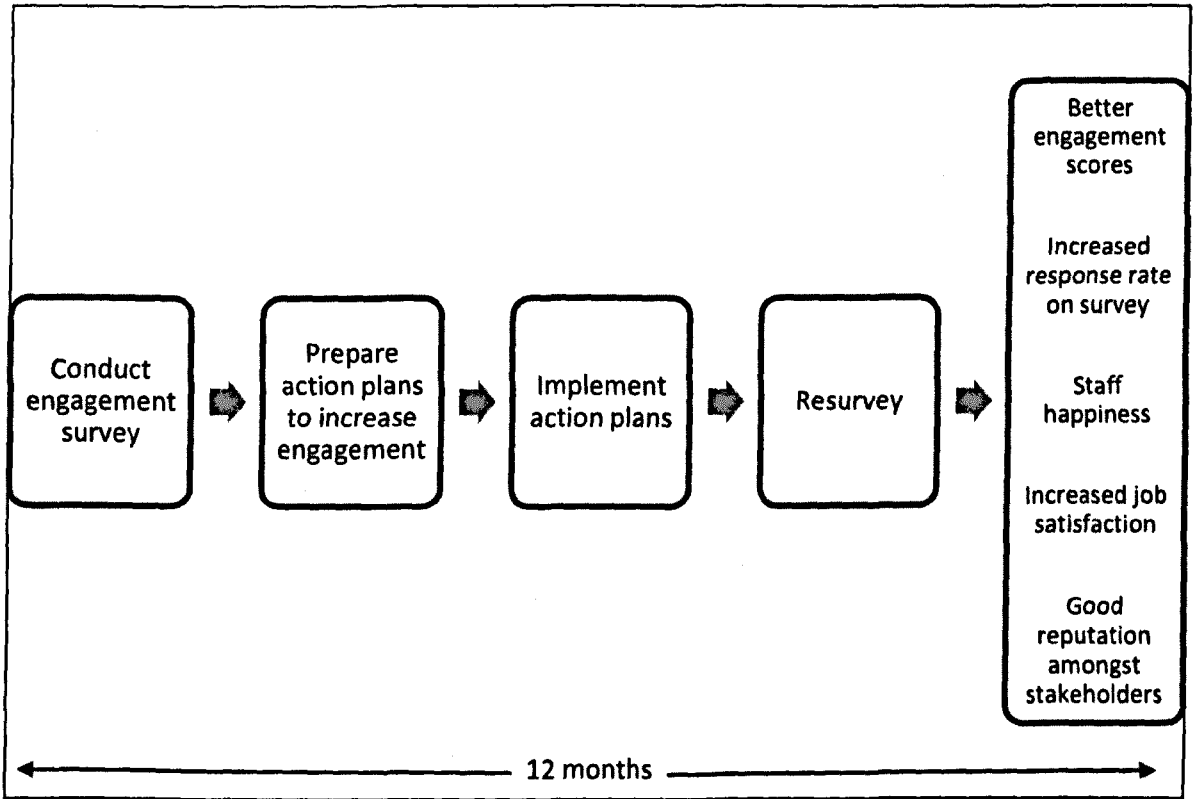 Conduct
engagement
survey
Prepare
action plans
to increase
engagement
Implement
action plans
Resurvey
Better
engagement
scores
Increased
response rate
on survey
Staff
happiness
Increased job
satisfaction
Good
reputation
amongst
stakeholders
12 months